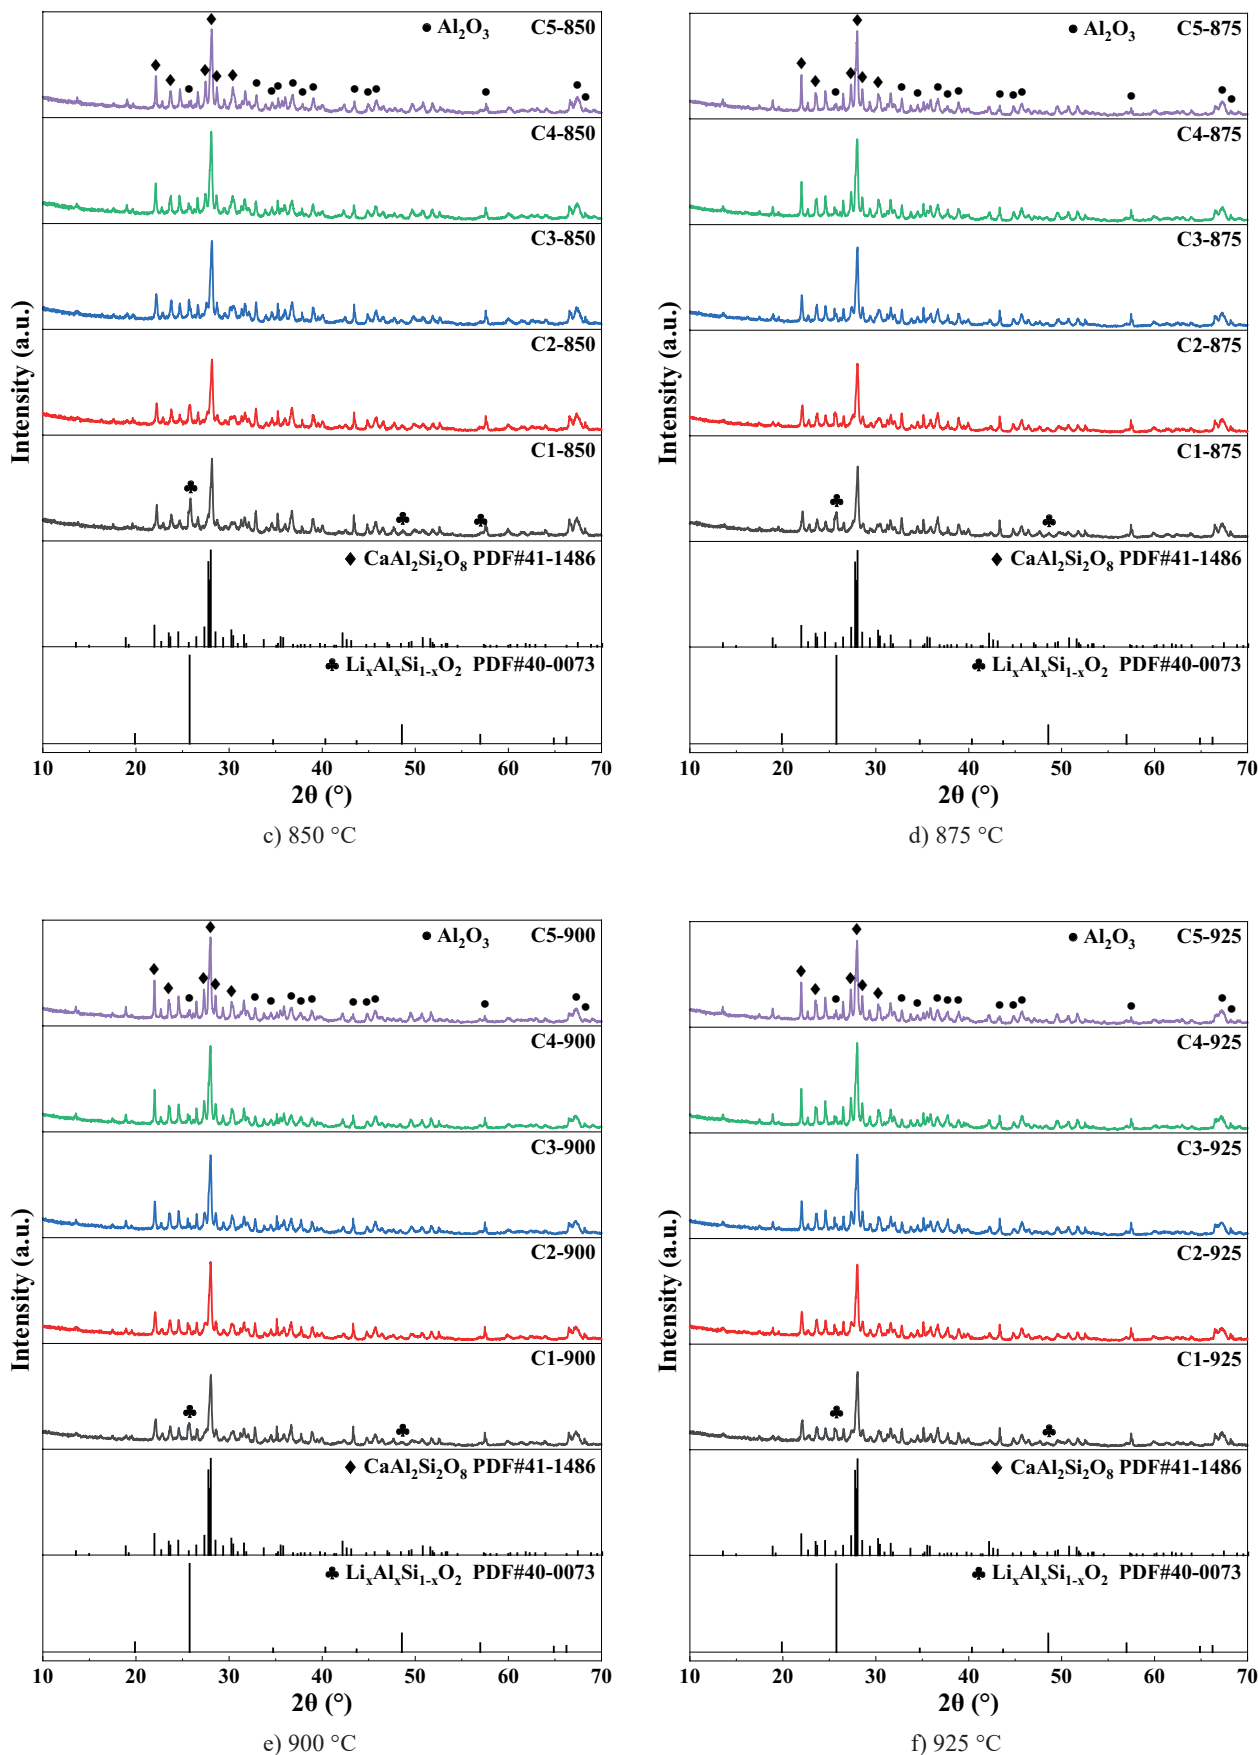 ● Al₂O₃ C5-850
C4-850
C3-850
C2-850
C1-850
♦ CaAl₂Si₂O₈ PDF#41-1486
♣ LiₓAlₓSi₁₋ₓO₂ PDF#40-0073
Intensity (a.u.)
10 20 30 40 50 60 70
2θ (°)
c) 850 °C
● Al₂O₃ C5-875
C4-875
C3-875
C2-875
C1-875
♦ CaAl₂Si₂O₈ PDF#41-1486
♣ LiₓAlₓSi₁₋ₓO₂ PDF#40-0073
Intensity (a.u.)
10 20 30 40 50 60 70
2θ (°)
d) 875 °C
● Al₂O₃ C5-900
C4-900
C3-900
C2-900
C1-900
♦ CaAl₂Si₂O₈ PDF#41-1486
♣ LiₓAlₓSi₁₋ₓO₂ PDF#40-0073
Intensity (a.u.)
10 20 30 40 50 60 70
2θ (°)
e) 900 °C
● Al₂O₃ C5-925
C4-925
C3-925
C2-925
C1-925
♦ CaAl₂Si₂O₈ PDF#41-1486
♣ LiₓAlₓSi₁₋ₓO₂ PDF#40-0073
Intensity (a.u.)
10 20 30 40 50 60 70
2θ (°)
f) 925 °C